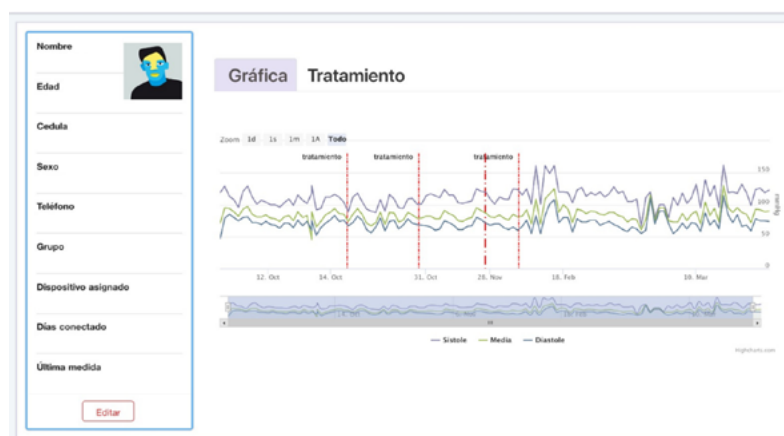 Nombre
Edad
Cedula
Sexo
Teléfono
Grupo
Dispositivo asignado
Días conectado
Última medida
Editar
Gráfica Tratamiento
Zoom 1d 1s 1m 1A Todo
tratamiento tratamiento tratamiento
150
100
50
0
mmHg
12. Oct 14. Oct 31. Oct 28. Nov 18. Feb 10. Mar
Sistole Media Diastole
Highcharts.com